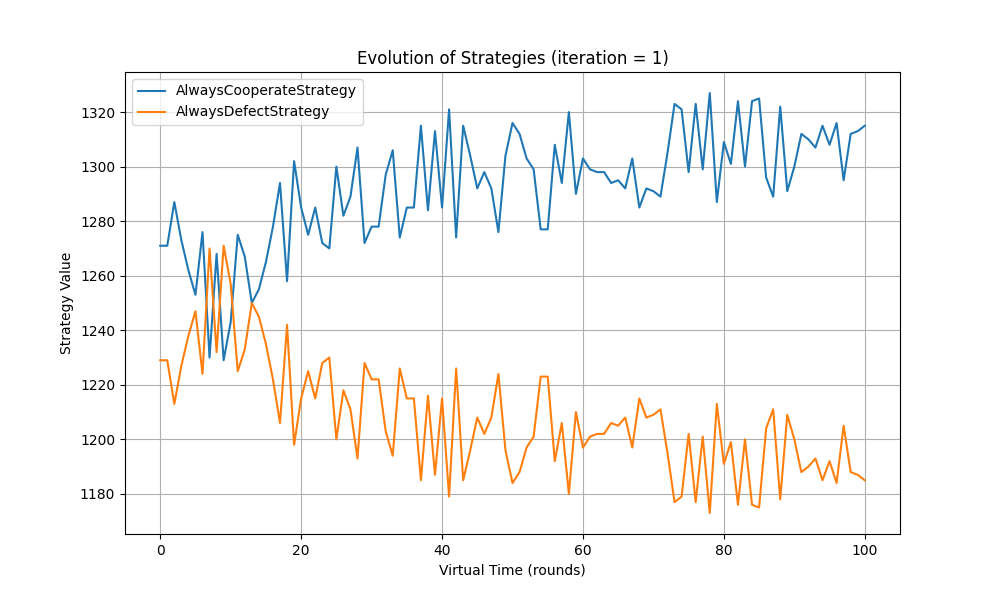 Evolution of Strategies (iteration = 1)
AlwaysCooperateStrategy
AlwaysDefectStrategy
Strategy Value
1320
1300
1280
1260
1240
1220
1200
1180
0 20 40 60 80 100
Virtual Time (rounds)